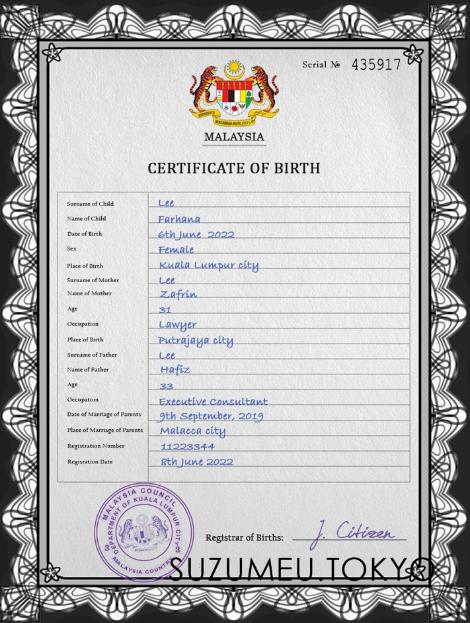 Serial № 435917
MALAYSIA
CERTIFICATE OF BIRTH
Surname of Child Lee
Name of Child Farhana
Date of Birth 6th June 2022
Sex Female
Place of Birth Kuala Lumpur city
Surname of Mother Lee
Name of Mother Zafrin
Age 31
Occupation Lawyer
Place of Birth Putrajaya city
Surname of Father Lee
Name of Father Hafiz
Age 33
Occupation Executive Consultant
Date of Marriage of Parents 9th September, 2019
Place of Marriage of Parents Malacca city
Registration Number 11223344
Registration Date 8th June 2022
MALAYSIA COUNCIL
DEPARTMENT OF KUALA LUMPUR CITY
MALAYSIA COUNTRY
Registrar of Births: J. Citizen
SUZUMEU.TOKYO